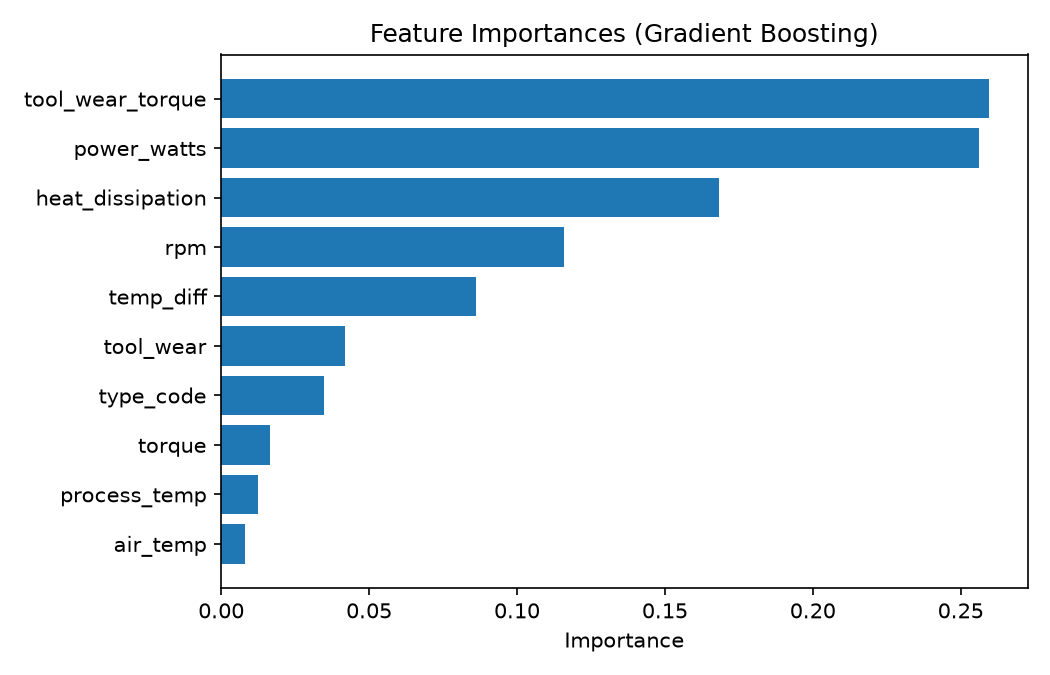 Feature Importances (Gradient Boosting)
tool_wear_torque
power_watts
heat_dissipation
rpm
temp_diff
tool_wear
type_code
torque
process_temp
air_temp
0.00 0.05 0.10 0.15 0.20 0.25
Importance